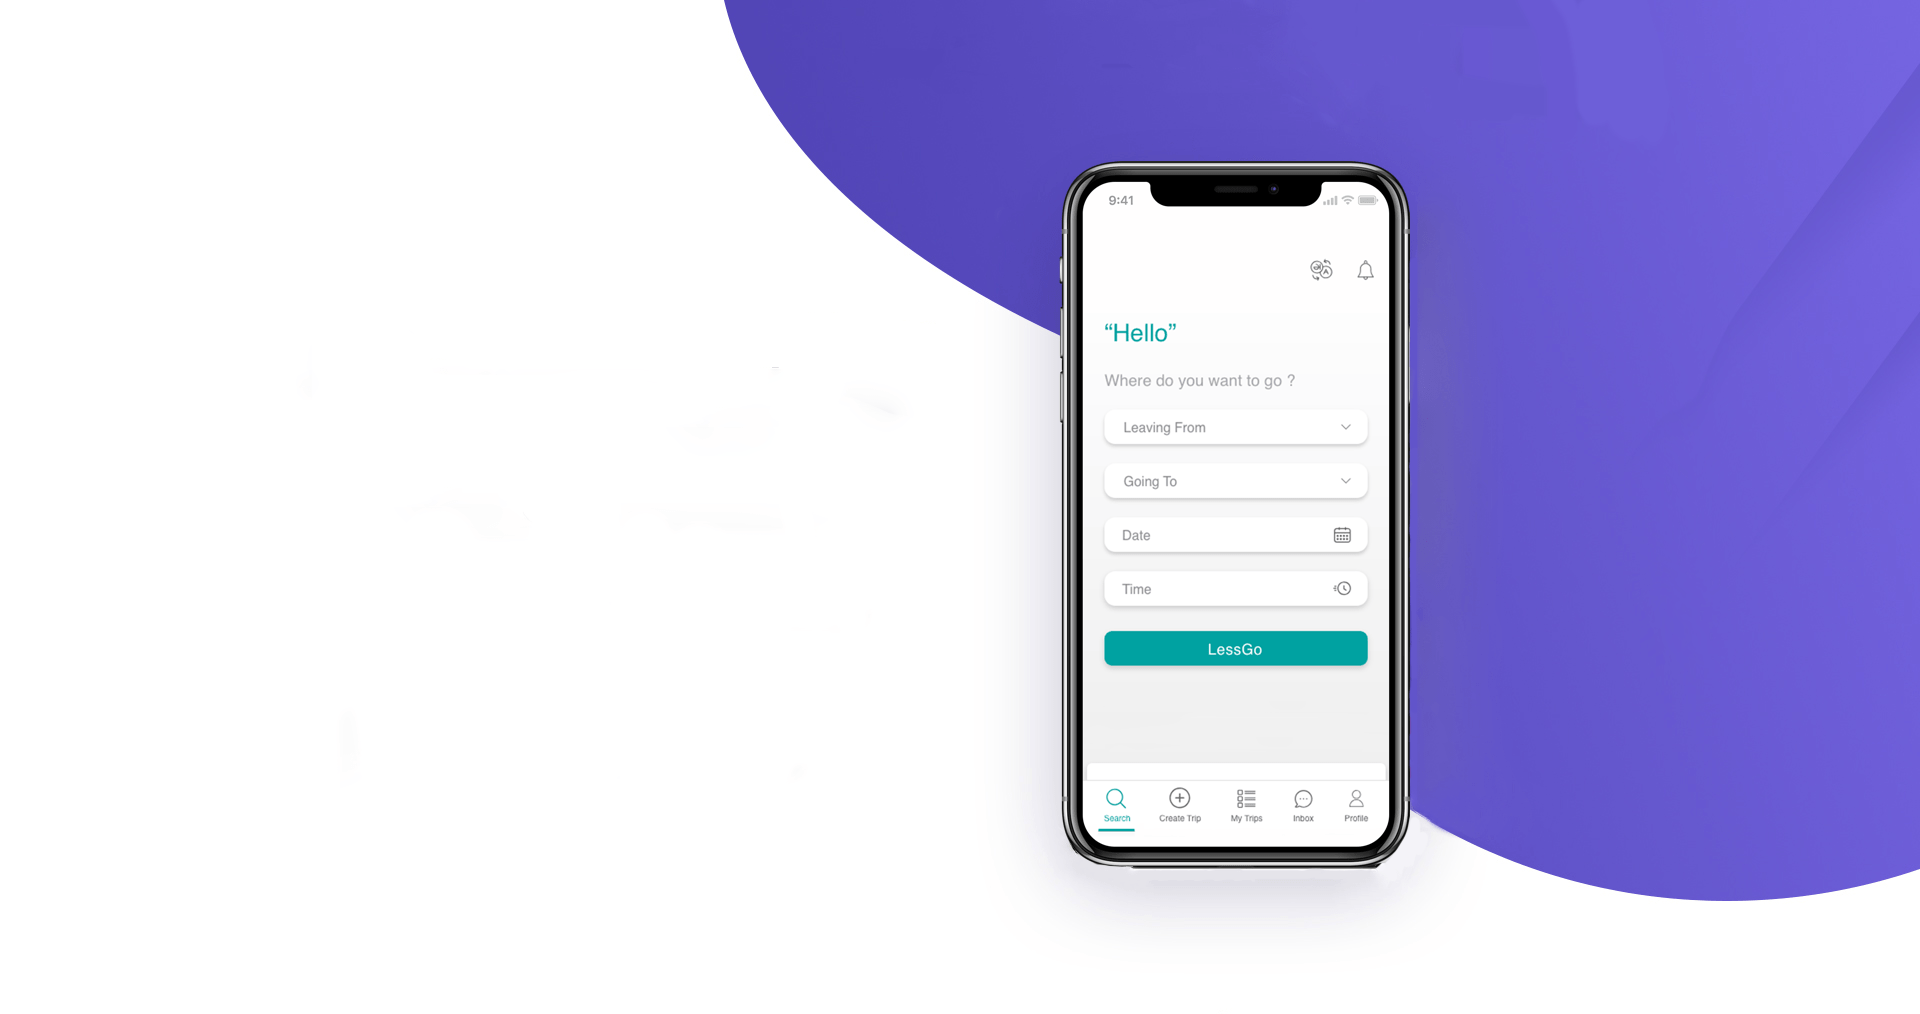 9:41
“Hello”
Where do you want to go ?
Leaving From
Going To
Date
Time
LessGo
Search Create Trip My Trips Inbox Profile